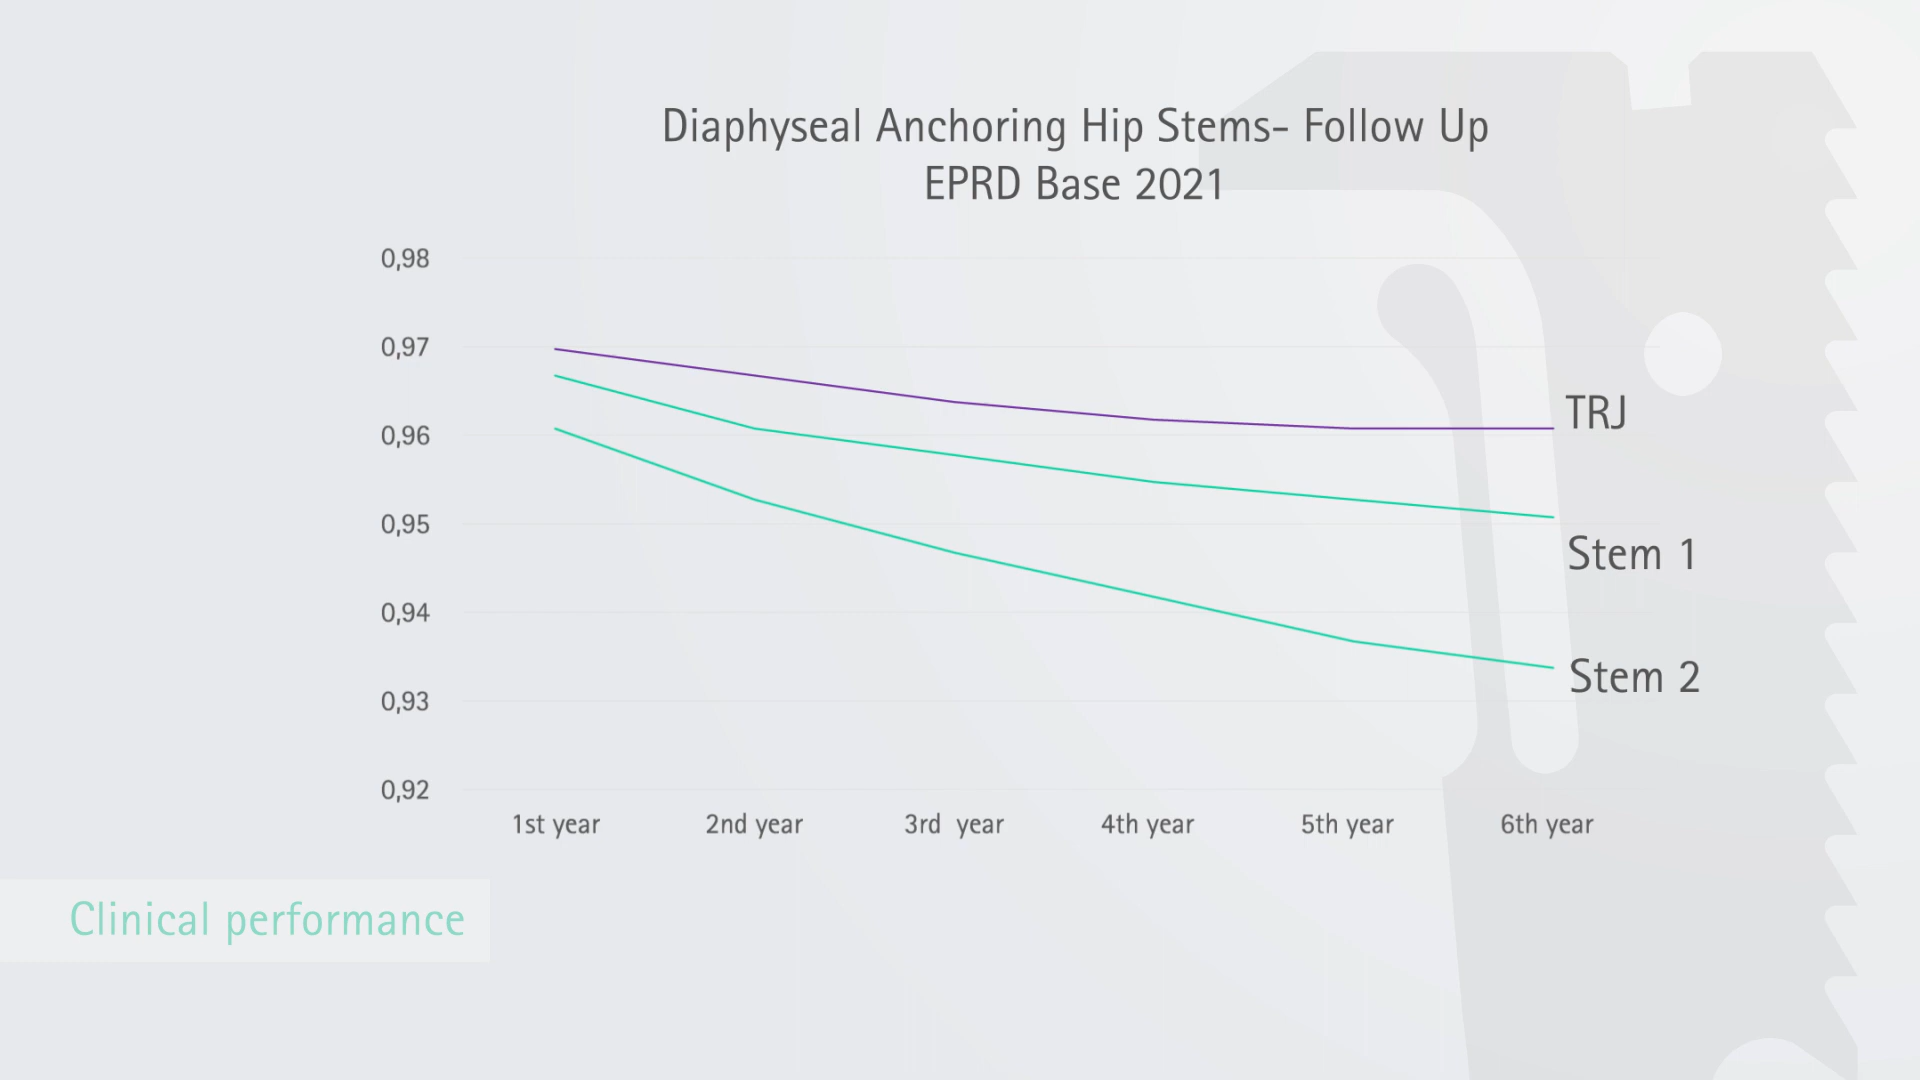 Diaphyseal Anchoring Hip Stems- Follow Up
EPRD Base 2021
0,98
0,97
0,96
0,95
0,94
0,93
0,92
TRJ
Stem 1
Stem 2
1st year 2nd year 3rd  year 4th year 5th year 6th year
Clinical performance